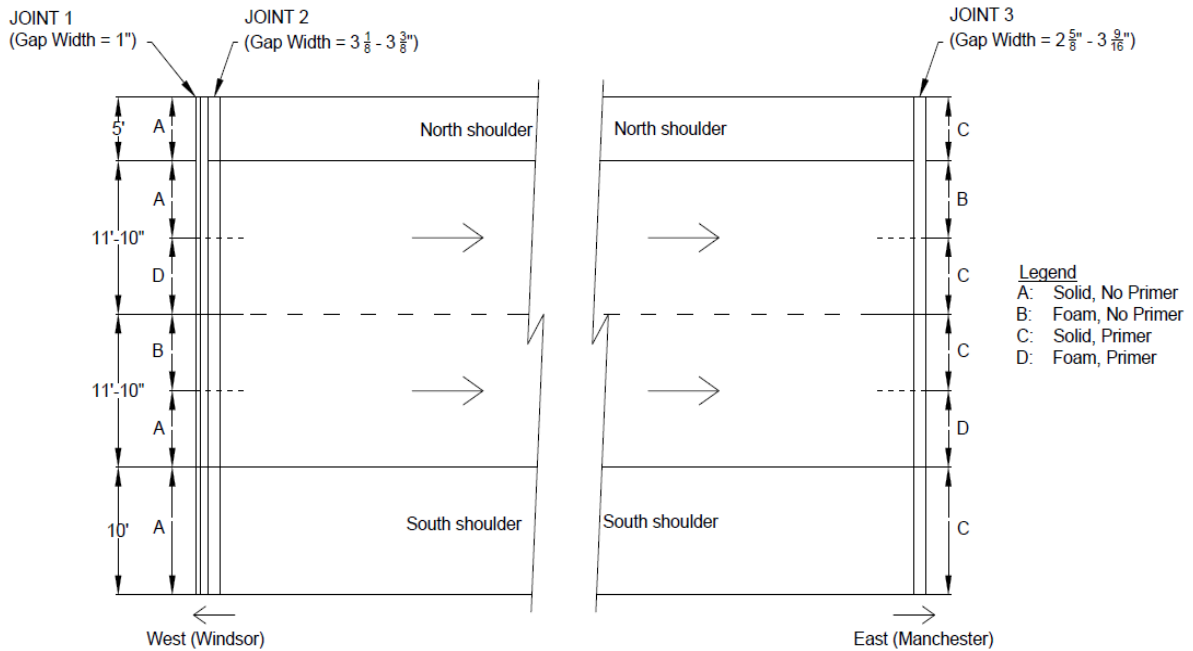 JOINT 1
(Gap Width = 1")
JOINT 2
(Gap Width = 3 1/8 - 3 3/8")
JOINT 3
(Gap Width = 2 5/8" - 3 9/16")
5'
A
North shoulder
North shoulder
C
A
B
11'-10"
D
C
B
C
11'-10"
A
D
10'
A
South shoulder
South shoulder
C
Legend
A: Solid, No Primer
B: Foam, No Primer
C: Solid, Primer
D: Foam, Primer
West (Windsor)
East (Manchester)